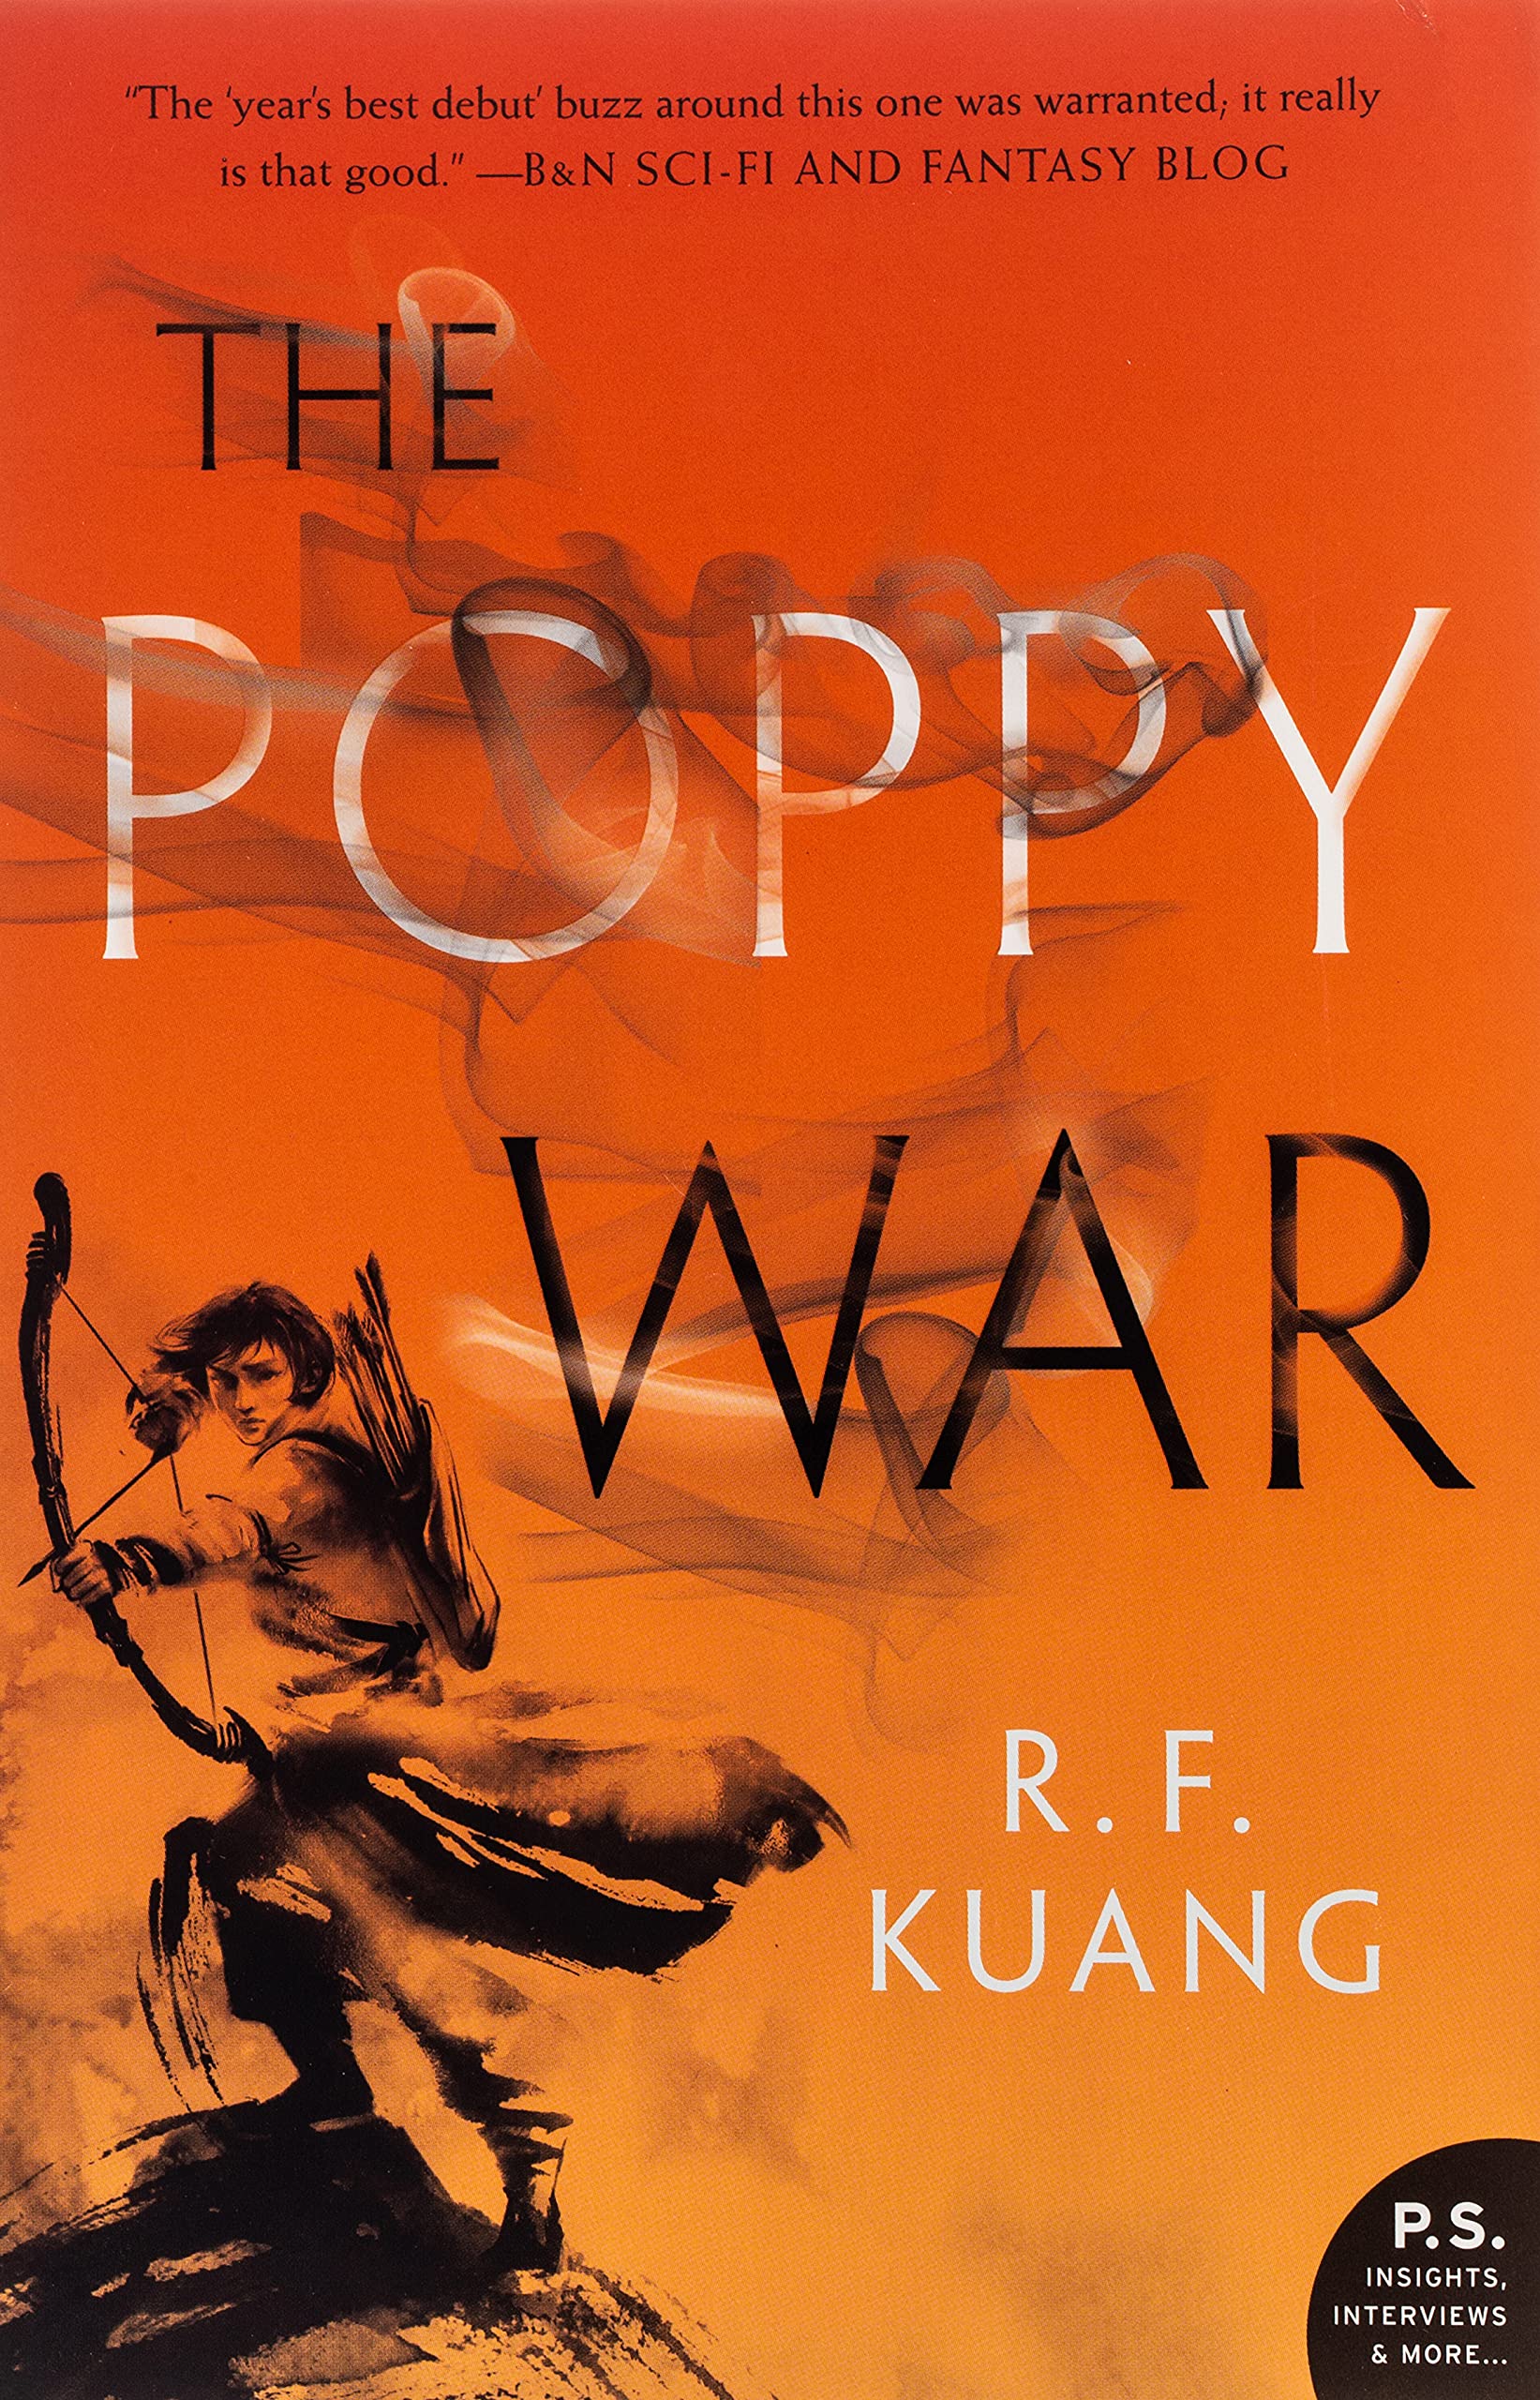 "The 'year's best debut' buzz around this one was warranted; it really
is that good." —B&N SCI-FI AND FANTASY BLOG
THE
POPPY
WAR
R. F.
KUANG
P.S.
INSIGHTS,
INTERVIEWS
& MORE...